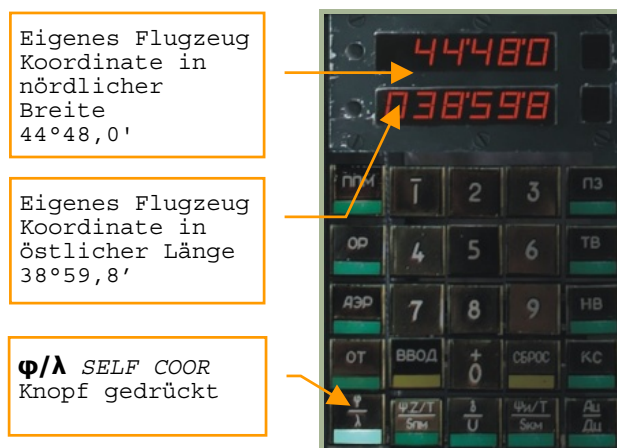 Eigenes Flugzeug
Koordinate in
nördlicher
Breite
44°48,0'
Eigenes Flugzeug
Koordinate in
östlicher Länge
38°59,8’
φ/λ SELF COOR
Knopf gedrückt
44'48'0
038'59'8
ППМ 1 2 3 ПЗ
ОР 4 5 6 ТВ
АЭР 7 8 9 НВ
ОТ ВВОД + 0 СБРОС КС
φ/λ ΨZ/T Sпм δ/U Ψи/T Sкм Aц/Dц